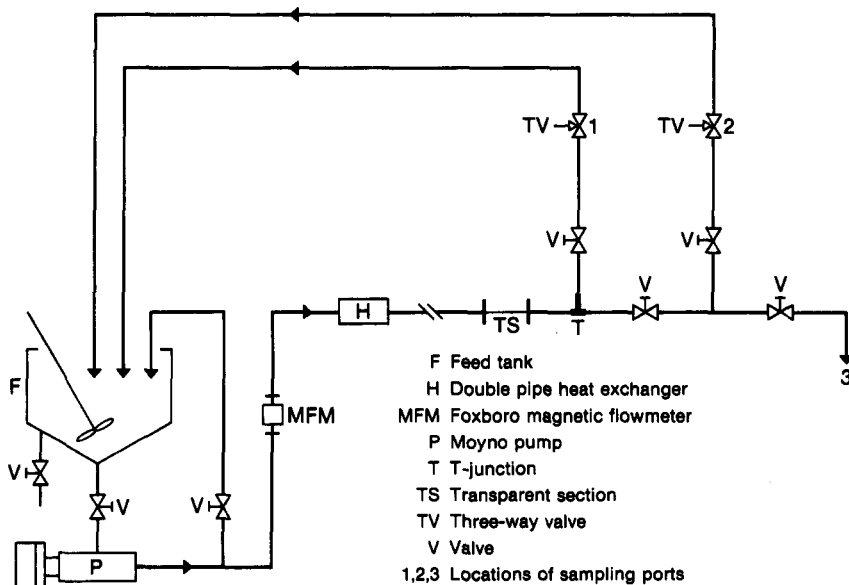 TV 1
TV 2
V
V
V
V
H
TS
T
3
F
MFM
V
V
V
P
F Feed tank
H Double pipe heat exchanger
MFM Foxboro magnetic flowmeter
P Moyno pump
T T-junction
TS Transparent section
TV Three-way valve
V Valve
1,2,3 Locations of sampling ports